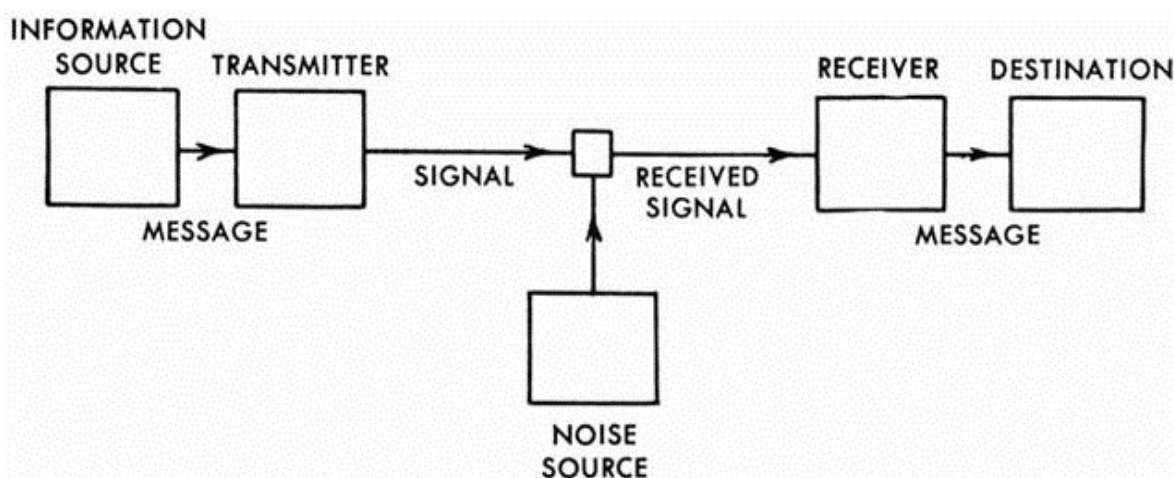 INFORMATION
SOURCE
TRANSMITTER
RECEIVER
DESTINATION
SIGNAL
RECEIVED
SIGNAL
MESSAGE
MESSAGE
NOISE
SOURCE